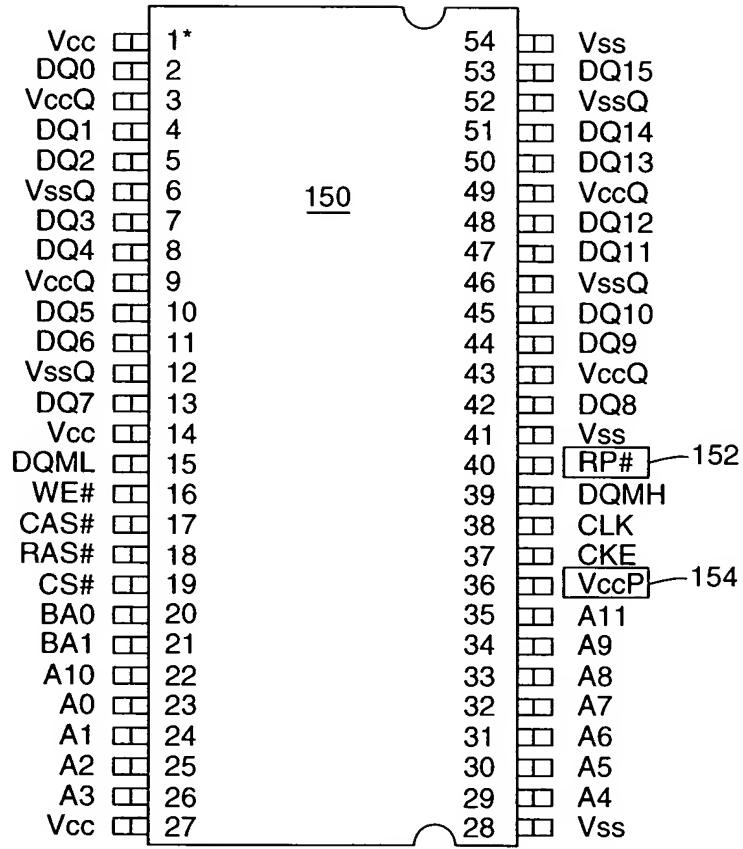 Vcc 1* 54 Vss
DQ0 2 53 DQ15
VccQ 3 52 VssQ
DQ1 4 51 DQ14
DQ2 5 50 DQ13
VssQ 6 150 49 VccQ
DQ3 7 48 DQ12
DQ4 8 47 DQ11
VccQ 9 46 VssQ
DQ5 10 45 DQ10
DQ6 11 44 DQ9
VssQ 12 43 VccQ
DQ7 13 42 DQ8
Vcc 14 41 Vss
DQML 15 40 RP# 152
WE# 16 39 DQMH
CAS# 17 38 CLK
RAS# 18 37 CKE
CS# 19 36 VccP 154
BA0 20 35 A11
BA1 21 34 A9
A10 22 33 A8
A0 23 32 A7
A1 24 31 A6
A2 25 30 A5
A3 26 29 A4
Vcc 27 28 Vss